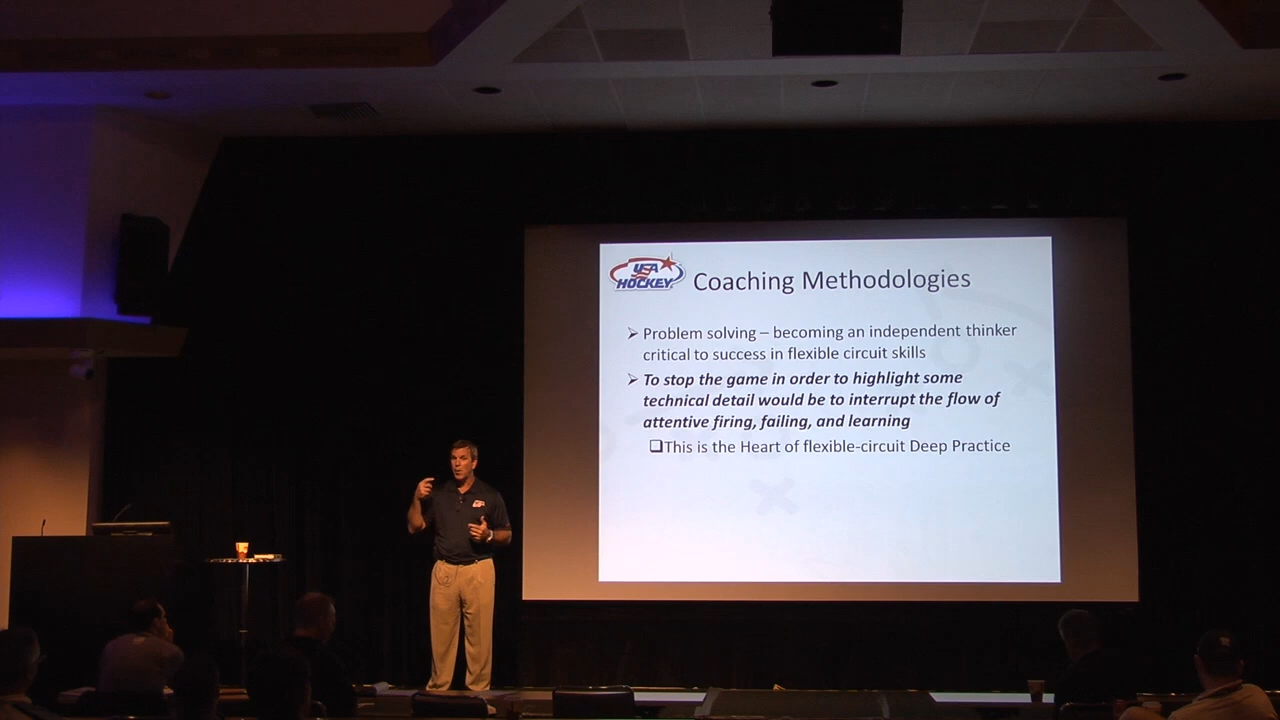 USA
HOCKEY
Coaching Methodologies
➢ Problem solving – becoming an independent thinker
critical to success in flexible circuit skills
➢ To stop the game in order to highlight some
technical detail would be to interrupt the flow of
attentive firing, failing, and learning
❑This is the Heart of flexible-circuit Deep Practice